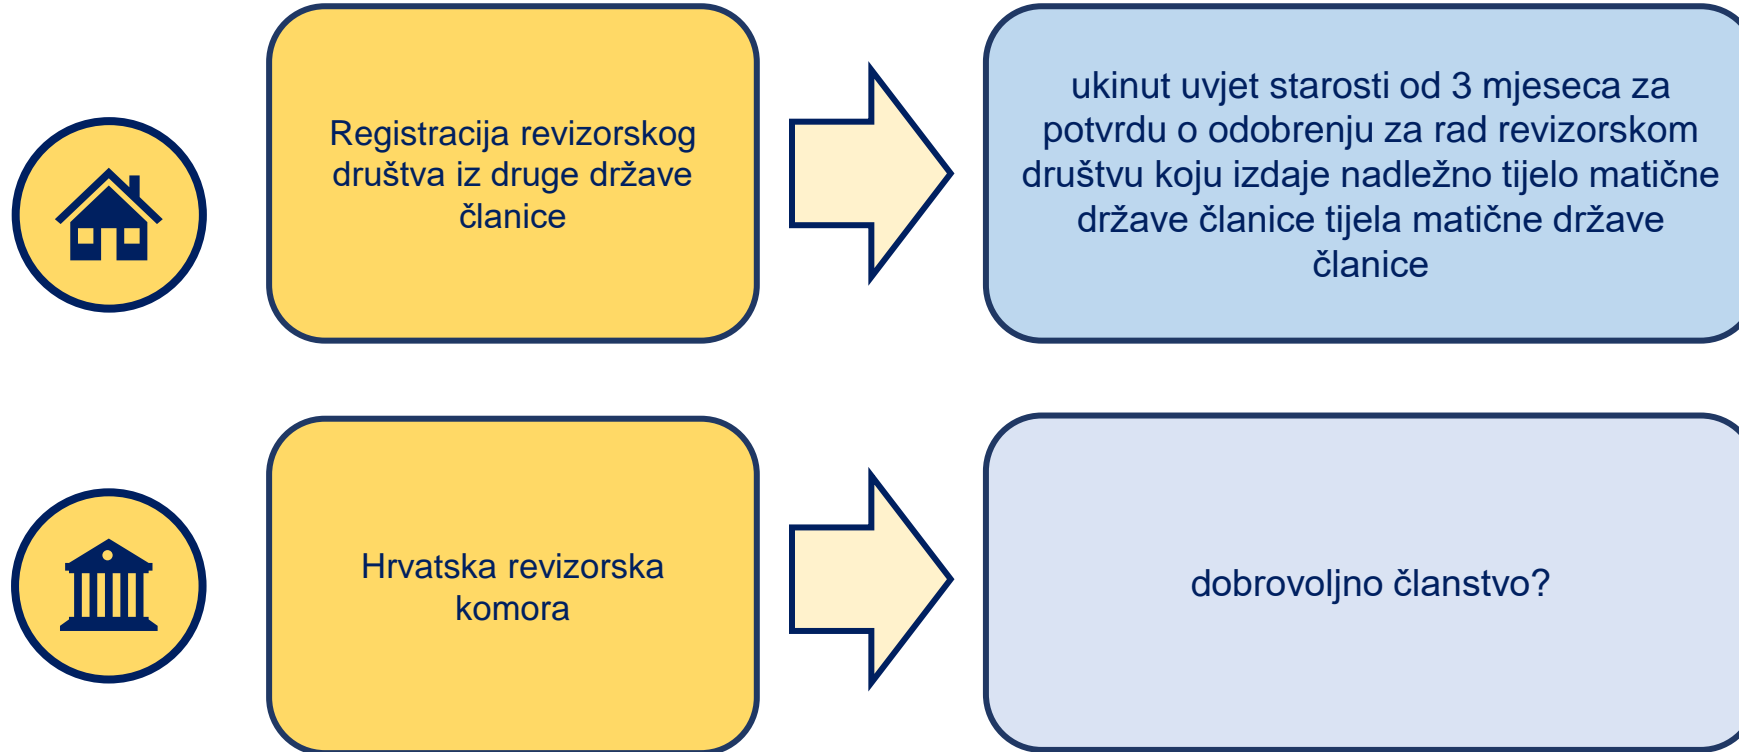 Registracija revizorskog
društva iz druge države
članice
ukinut uvjet starosti od 3 mjeseca za
potvrdu o odobrenju za rad revizorskom
društvu koju izdaje nadležno tijelo matične
države članice tijela matične države
članice
Hrvatska revizorska
komora
dobrovoljno članstvo?